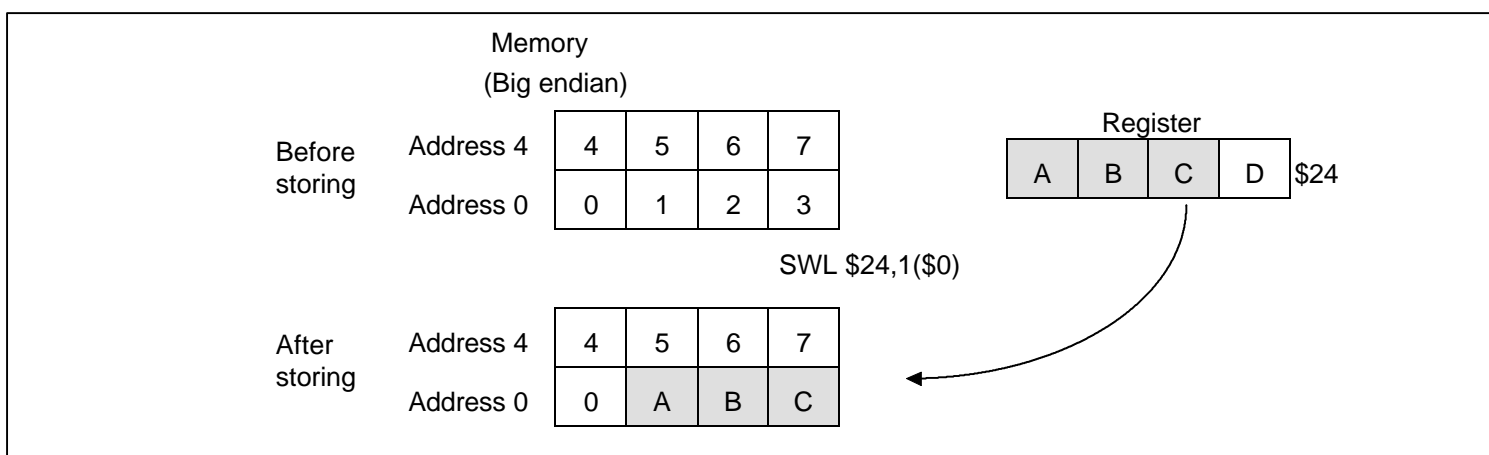 Memory
(Big endian)
Before
storing
Address 4 4 5 6 7
Address 0 0 1 2 3
Register
A B C D $24
SWL $24,1($0)
After
storing
Address 4 4 5 6 7
Address 0 0 A B C